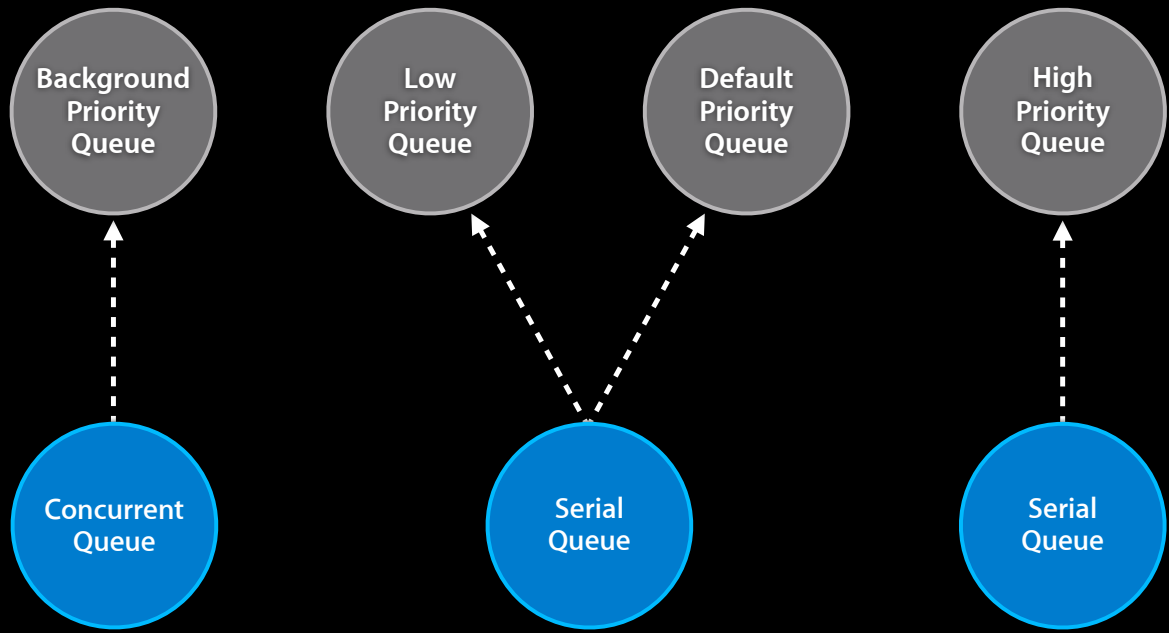 Background
Priority
Queue
Low
Priority
Queue
Default
Priority
Queue
High
Priority
Queue
Concurrent
Queue
Serial
Queue
Serial
Queue